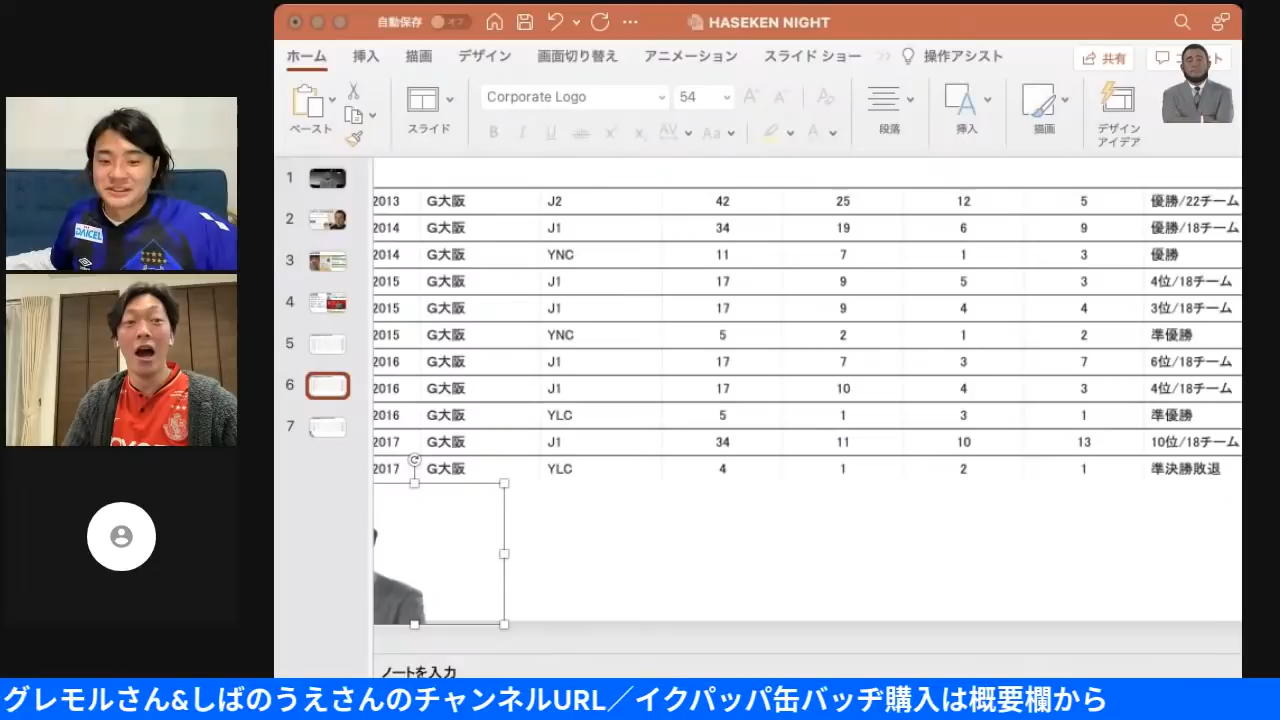 自動保存 オフ
HASEKEN NIGHT
ホーム 挿入 描画 デザイン 画面切り替え アニメーション スライド ショー 操作アシスト
共有
Corporate Logo 54
ペースト スライド 段落 挿入 描画 デザイン
アイデア
1
2
3
4
5
6
7
2013 G大阪 J2 42 25 12 5 優勝/22チーム
2014 G大阪 J1 34 19 6 9 優勝/18チーム
2014 G大阪 YNC 11 7 1 3 優勝
2015 G大阪 J1 17 9 5 3 4位/18チーム
2015 G大阪 J1 17 9 4 4 3位/18チーム
2015 G大阪 YNC 5 2 1 2 準優勝
2016 G大阪 J1 17 7 3 7 6位/18チーム
2016 G大阪 J1 17 10 4 3 4位/18チーム
2016 G大阪 YLC 5 1 3 1 準優勝
2017 G大阪 J1 34 11 10 13 10位/18チーム
2017 G大阪 YLC 4 1 2 1 準決勝敗退
ノートを入力
DAICEL
TOYOTA
グレモルさん&しばのうえさんのチャンネルURL／イクパッパ缶バッヂ購入は概要欄から